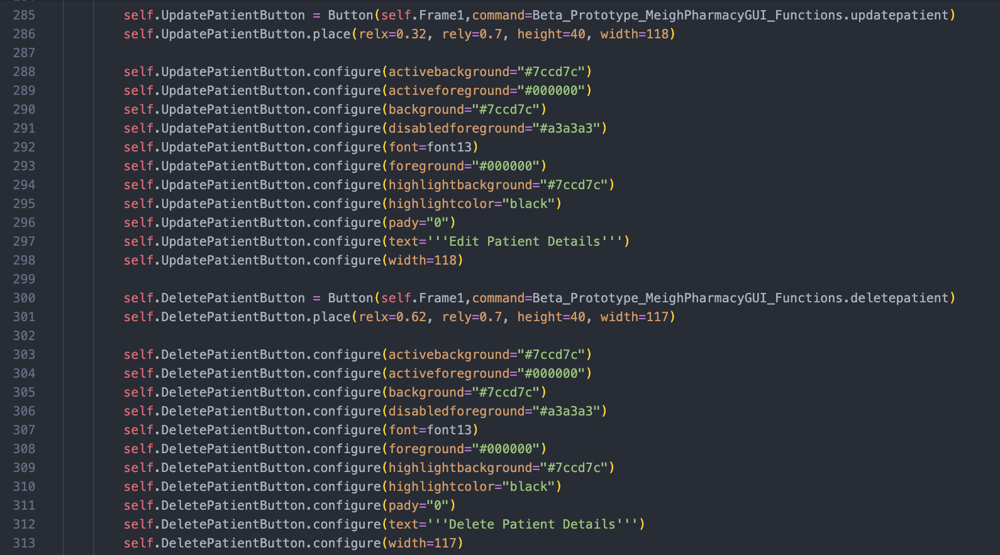 285 self.UpdatePatientButton = Button(self.Frame1,command=Beta_Prototype_MeighPharmacyGUI_Functions.updatepatient)
286 self.UpdatePatientButton.place(relx=0.32, rely=0.7, height=40, width=118)
287
288 self.UpdatePatientButton.configure(activebackground="#7ccd7c")
289 self.UpdatePatientButton.configure(activeforeground="#000000")
290 self.UpdatePatientButton.configure(background="#7ccd7c")
291 self.UpdatePatientButton.configure(disabledforeground="#a3a3a3")
292 self.UpdatePatientButton.configure(font=font13)
293 self.UpdatePatientButton.configure(foreground="#000000")
294 self.UpdatePatientButton.configure(highlightbackground="#7ccd7c")
295 self.UpdatePatientButton.configure(highlightcolor="black")
296 self.UpdatePatientButton.configure(pady="0")
297 self.UpdatePatientButton.configure(text='''Edit Patient Details''')
298 self.UpdatePatientButton.configure(width=118)
299
300 self.DeletePatientButton = Button(self.Frame1,command=Beta_Prototype_MeighPharmacyGUI_Functions.deletepatient)
301 self.DeletePatientButton.place(relx=0.62, rely=0.7, height=40, width=117)
302
303 self.DeletePatientButton.configure(activebackground="#7ccd7c")
304 self.DeletePatientButton.configure(activeforeground="#000000")
305 self.DeletePatientButton.configure(background="#7ccd7c")
306 self.DeletePatientButton.configure(disabledforeground="#a3a3a3")
307 self.DeletePatientButton.configure(font=font13)
308 self.DeletePatientButton.configure(foreground="#000000")
309 self.DeletePatientButton.configure(highlightbackground="#7ccd7c")
310 self.DeletePatientButton.configure(highlightcolor="black")
311 self.DeletePatientButton.configure(pady="0")
312 self.DeletePatientButton.configure(text='''Delete Patient Details''')
313 self.DeletePatientButton.configure(width=117)